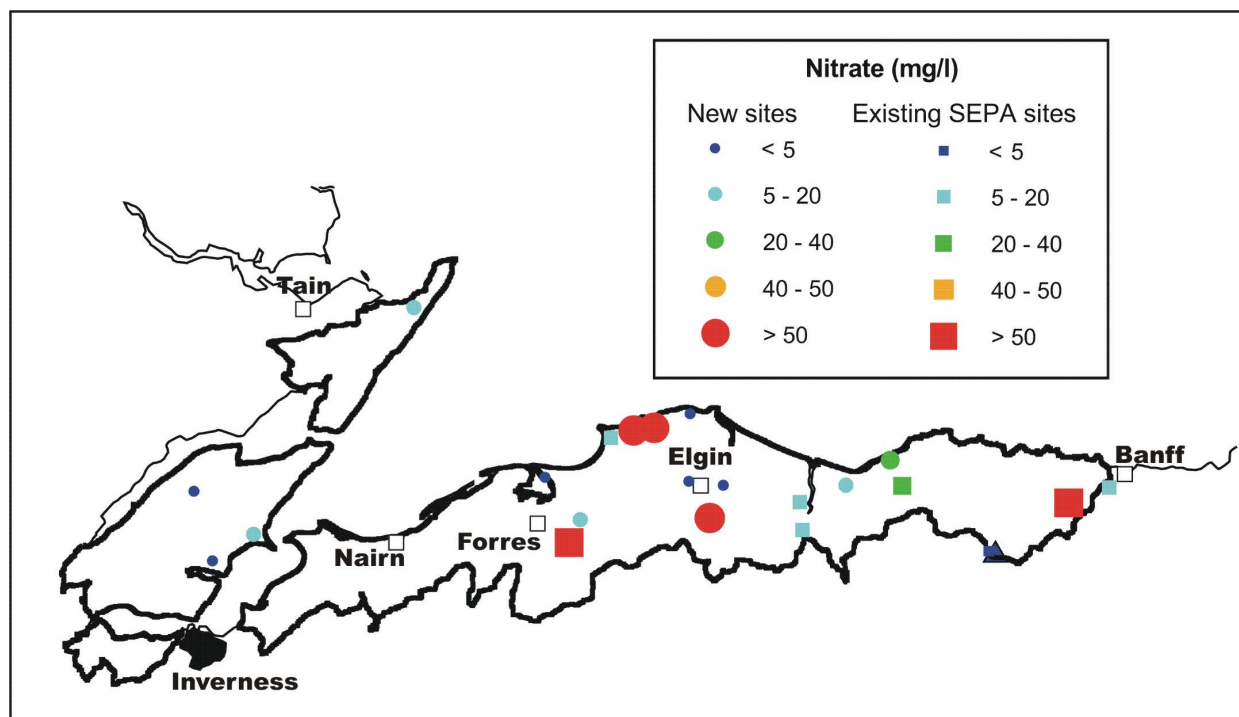 Nitrate (mg/l)
New sites Existing SEPA sites
< 5 < 5
5 - 20 5 - 20
20 - 40 20 - 40
40 - 50 40 - 50
> 50 > 50
Tain
Banff
Elgin
Forres
Nairn
Inverness